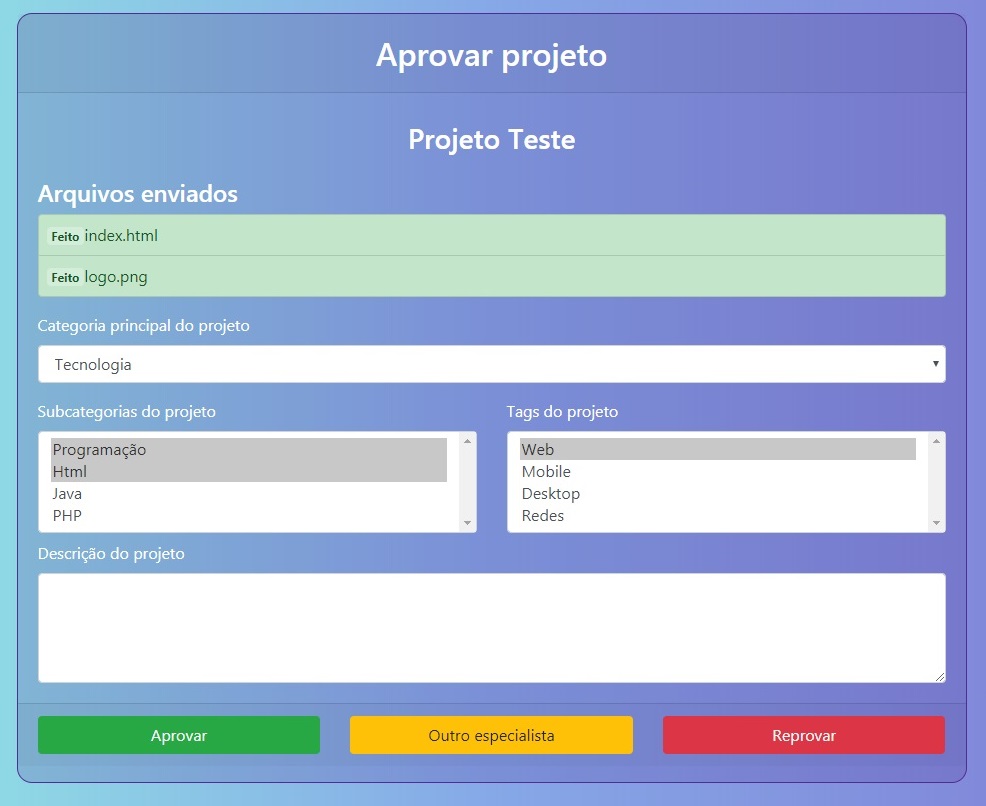 Aprovar projeto
Projeto Teste
Arquivos enviados
Feito index.html
Feito logo.png
Categoria principal do projeto
Tecnologia
Subcategorias do projeto
Programação
Html
Java
PHP
Tags do projeto
Web
Mobile
Desktop
Redes
Descrição do projeto
Aprovar
Outro especialista
Reprovar